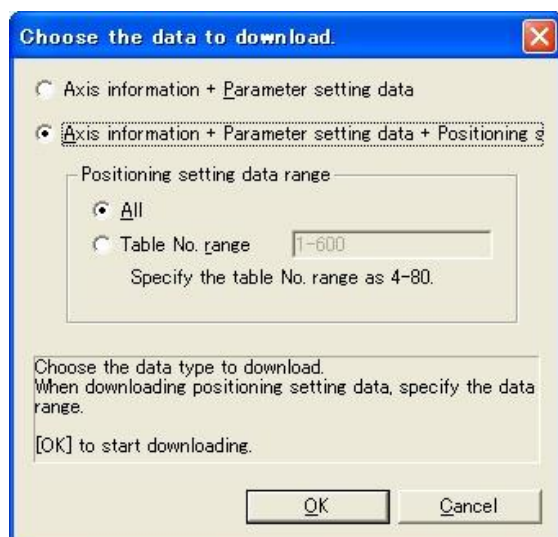 Choose the data to download.
Axis information + Parameter setting data
Axis information + Parameter setting data + Positioning s
Positioning setting data range
All
Table No. range 1-600
Specify the table No. range as 4-80.
Choose the data type to download.
When downloading positioning setting data, specify the data
range.
[OK] to start downloading.
OK Cancel